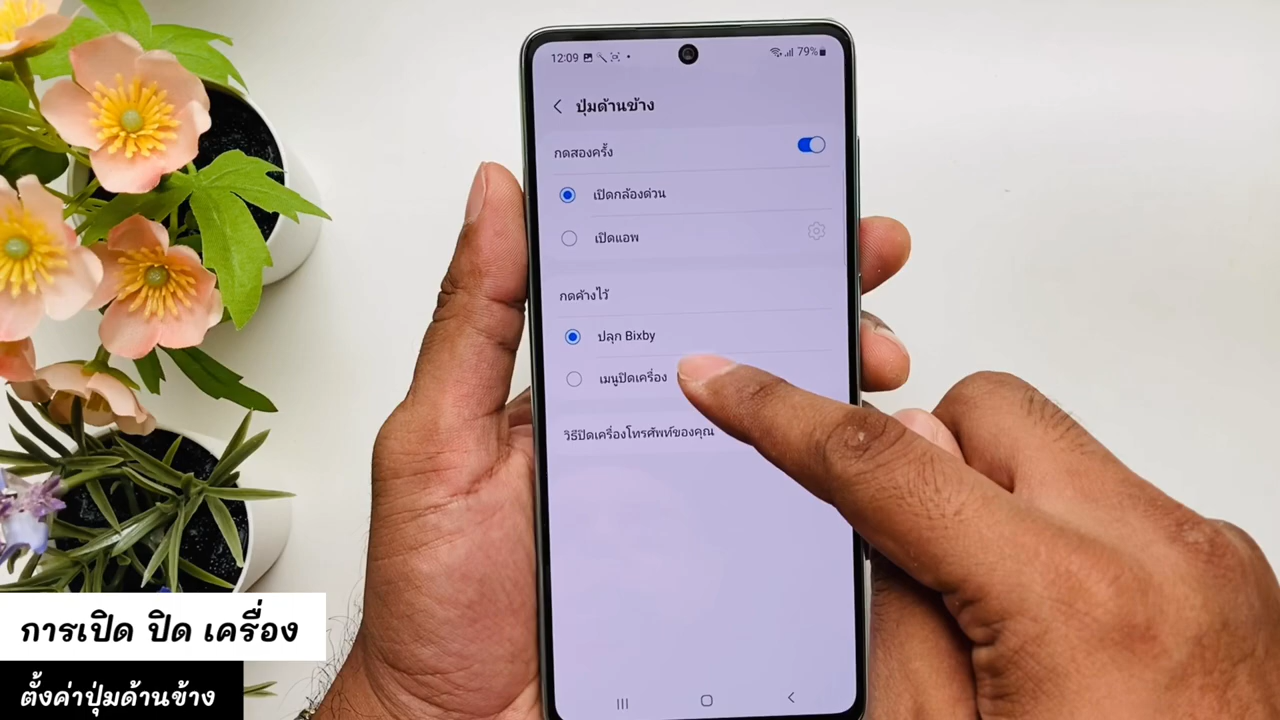 12:09
79%
ปุ่มด้านข้าง
กดสองครั้ง
เปิดกล้องด่วน
เปิดแอพ
กดค้างไว้
ปลุก Bixby
เมนูปิดเครื่อง
วิธีปิดเครื่องโทรศัพท์ของคุณ
การเปิด ปิด เครื่อง
ตั้งค่าปุ่มด้านข้าง